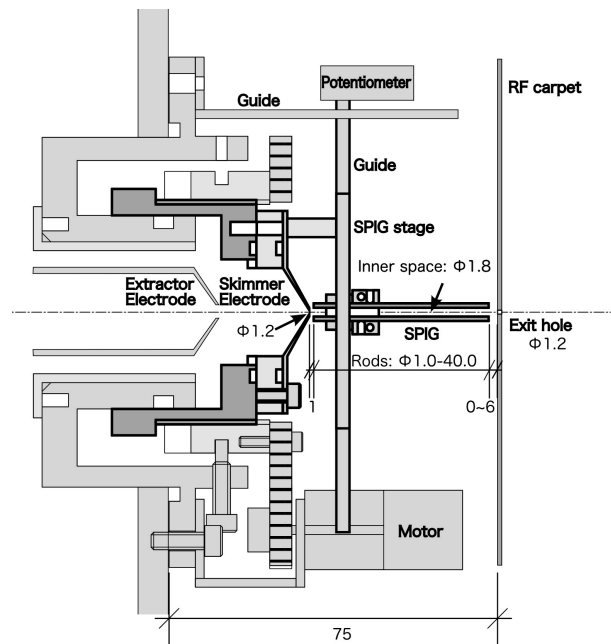 Potentiometer
RF carpet
Guide
Guide
SPIG stage
Inner space: Φ1.8
Extractor
Electrode
Skimmer
Electrode
Φ1.2
SPIG
Exit hole
Φ1.2
Rods: Φ1.0-40.0
1
0~6
Motor
75